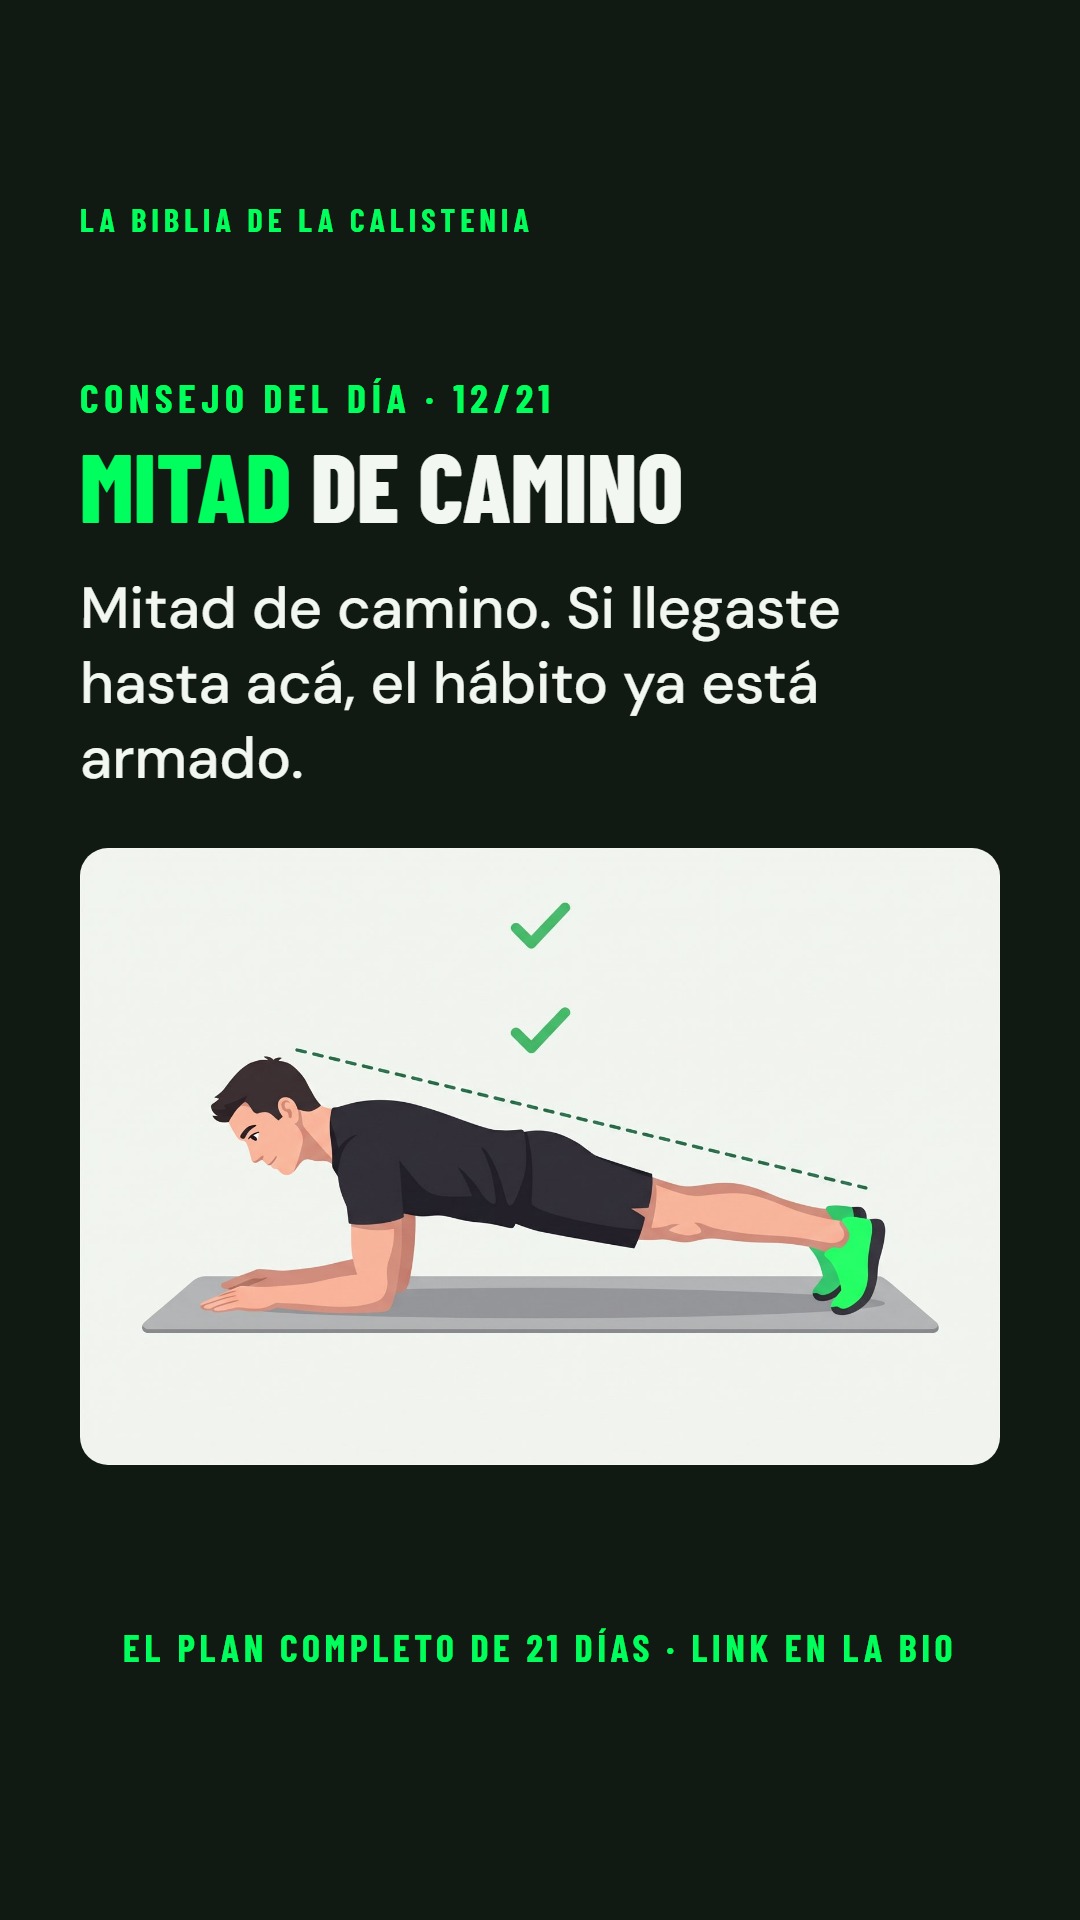 LA BIBLIA DE LA CALISTENIA
CONSEJO DEL DÍA · 12/21
MITAD DE CAMINO
Mitad de camino. Si llegaste
hasta acá, el hábito ya está
armado.
EL PLAN COMPLETO DE 21 DÍAS · LINK EN LA BIO